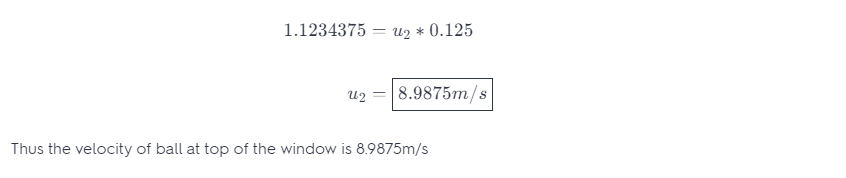 1.1234375 = u₂ * 0.125
u₂ = 8.9875m/s
Thus the velocity of ball at top of the window is 8.9875m/s